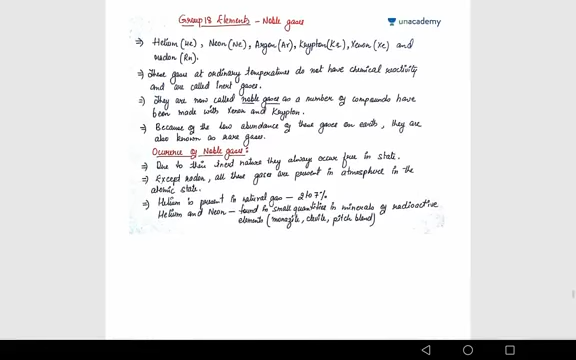 Group 18 Elements - Noble gases
unacademy
⇒ Helium (He), Neon (Ne), Argon (Ar), Krypton (Kr), Xenon (Xe) and
Radon (Rn).
⇒ These gases at ordinary temperatures do not have chemical reactivity
and are called Inert gases.
⇒ They are now called noble gases as a number of compounds have
been made with Xenon and Krypton.
⇒ Because of the low abundance of these gases on earth, they are
also known as rare gases.
Ocurence of Noble gases:
⇒ Due to their Inert nature they always occur free in state.
⇒ Except radon, all these gases are present in atmosphere in the
atomic state.
⇒ Helium is present in natural gas - 2 to 7%
Helium and Neon - found in small quantities in minerals of radioactive
elements (monazite, cleveite, pitch blend)